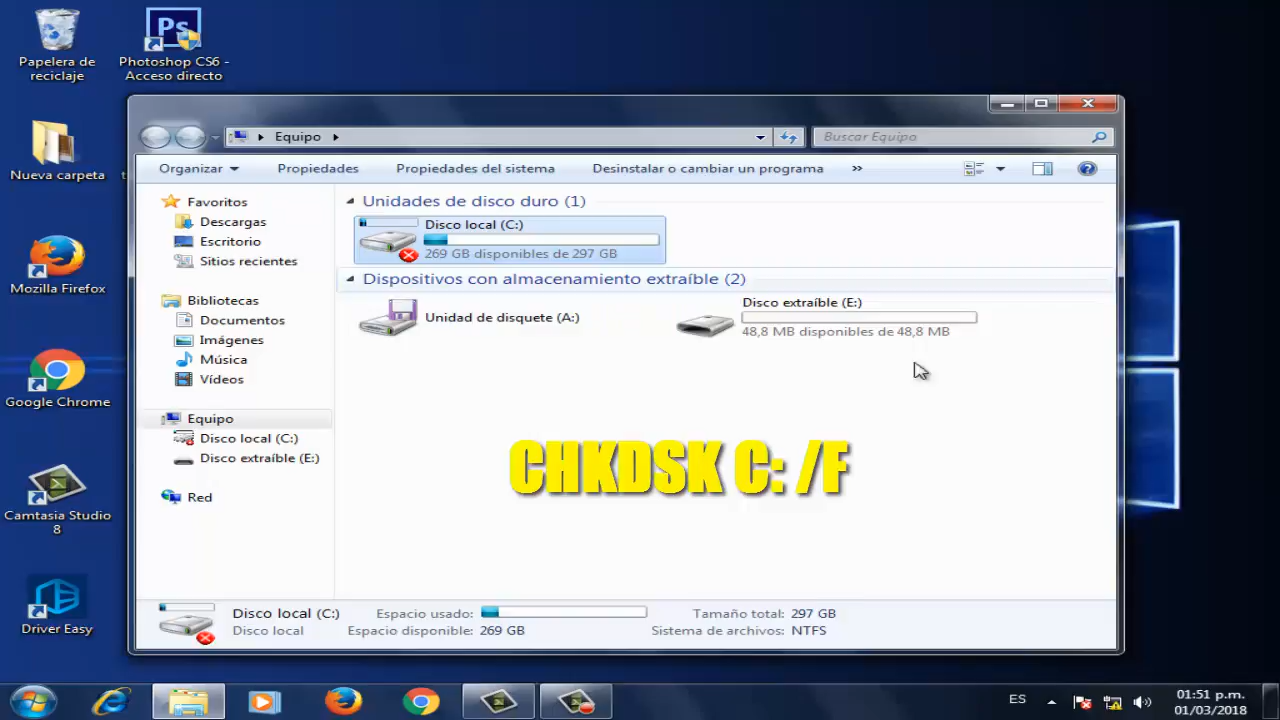 Papelera de
reciclaje
Photoshop CS6 -
Acceso directo
Nueva carpeta
Mozilla Firefox
Google Chrome
Camtasia Studio
8
Driver Easy
Equipo
Buscar Equipo
Organizar
Propiedades
Propiedades del sistema
Desinstalar o cambiar un programa
»
Favoritos
Descargas
Escritorio
Sitios recientes
Bibliotecas
Documentos
Imágenes
Música
Vídeos
Equipo
Disco local (C:)
Disco extraíble (E:)
Red
Unidades de disco duro (1)
Disco local (C:)
269 GB disponibles de 297 GB
Dispositivos con almacenamiento extraíble (2)
Unidad de disquete (A:)
Disco extraíble (E:)
48,8 MB disponibles de 48,8 MB
CHKDSK C: /F
Disco local (C:)
Disco local
Espacio usado:
Espacio disponible: 269 GB
Tamaño total: 297 GB
Sistema de archivos: NTFS
ES
01:51 p.m.
01/03/2018